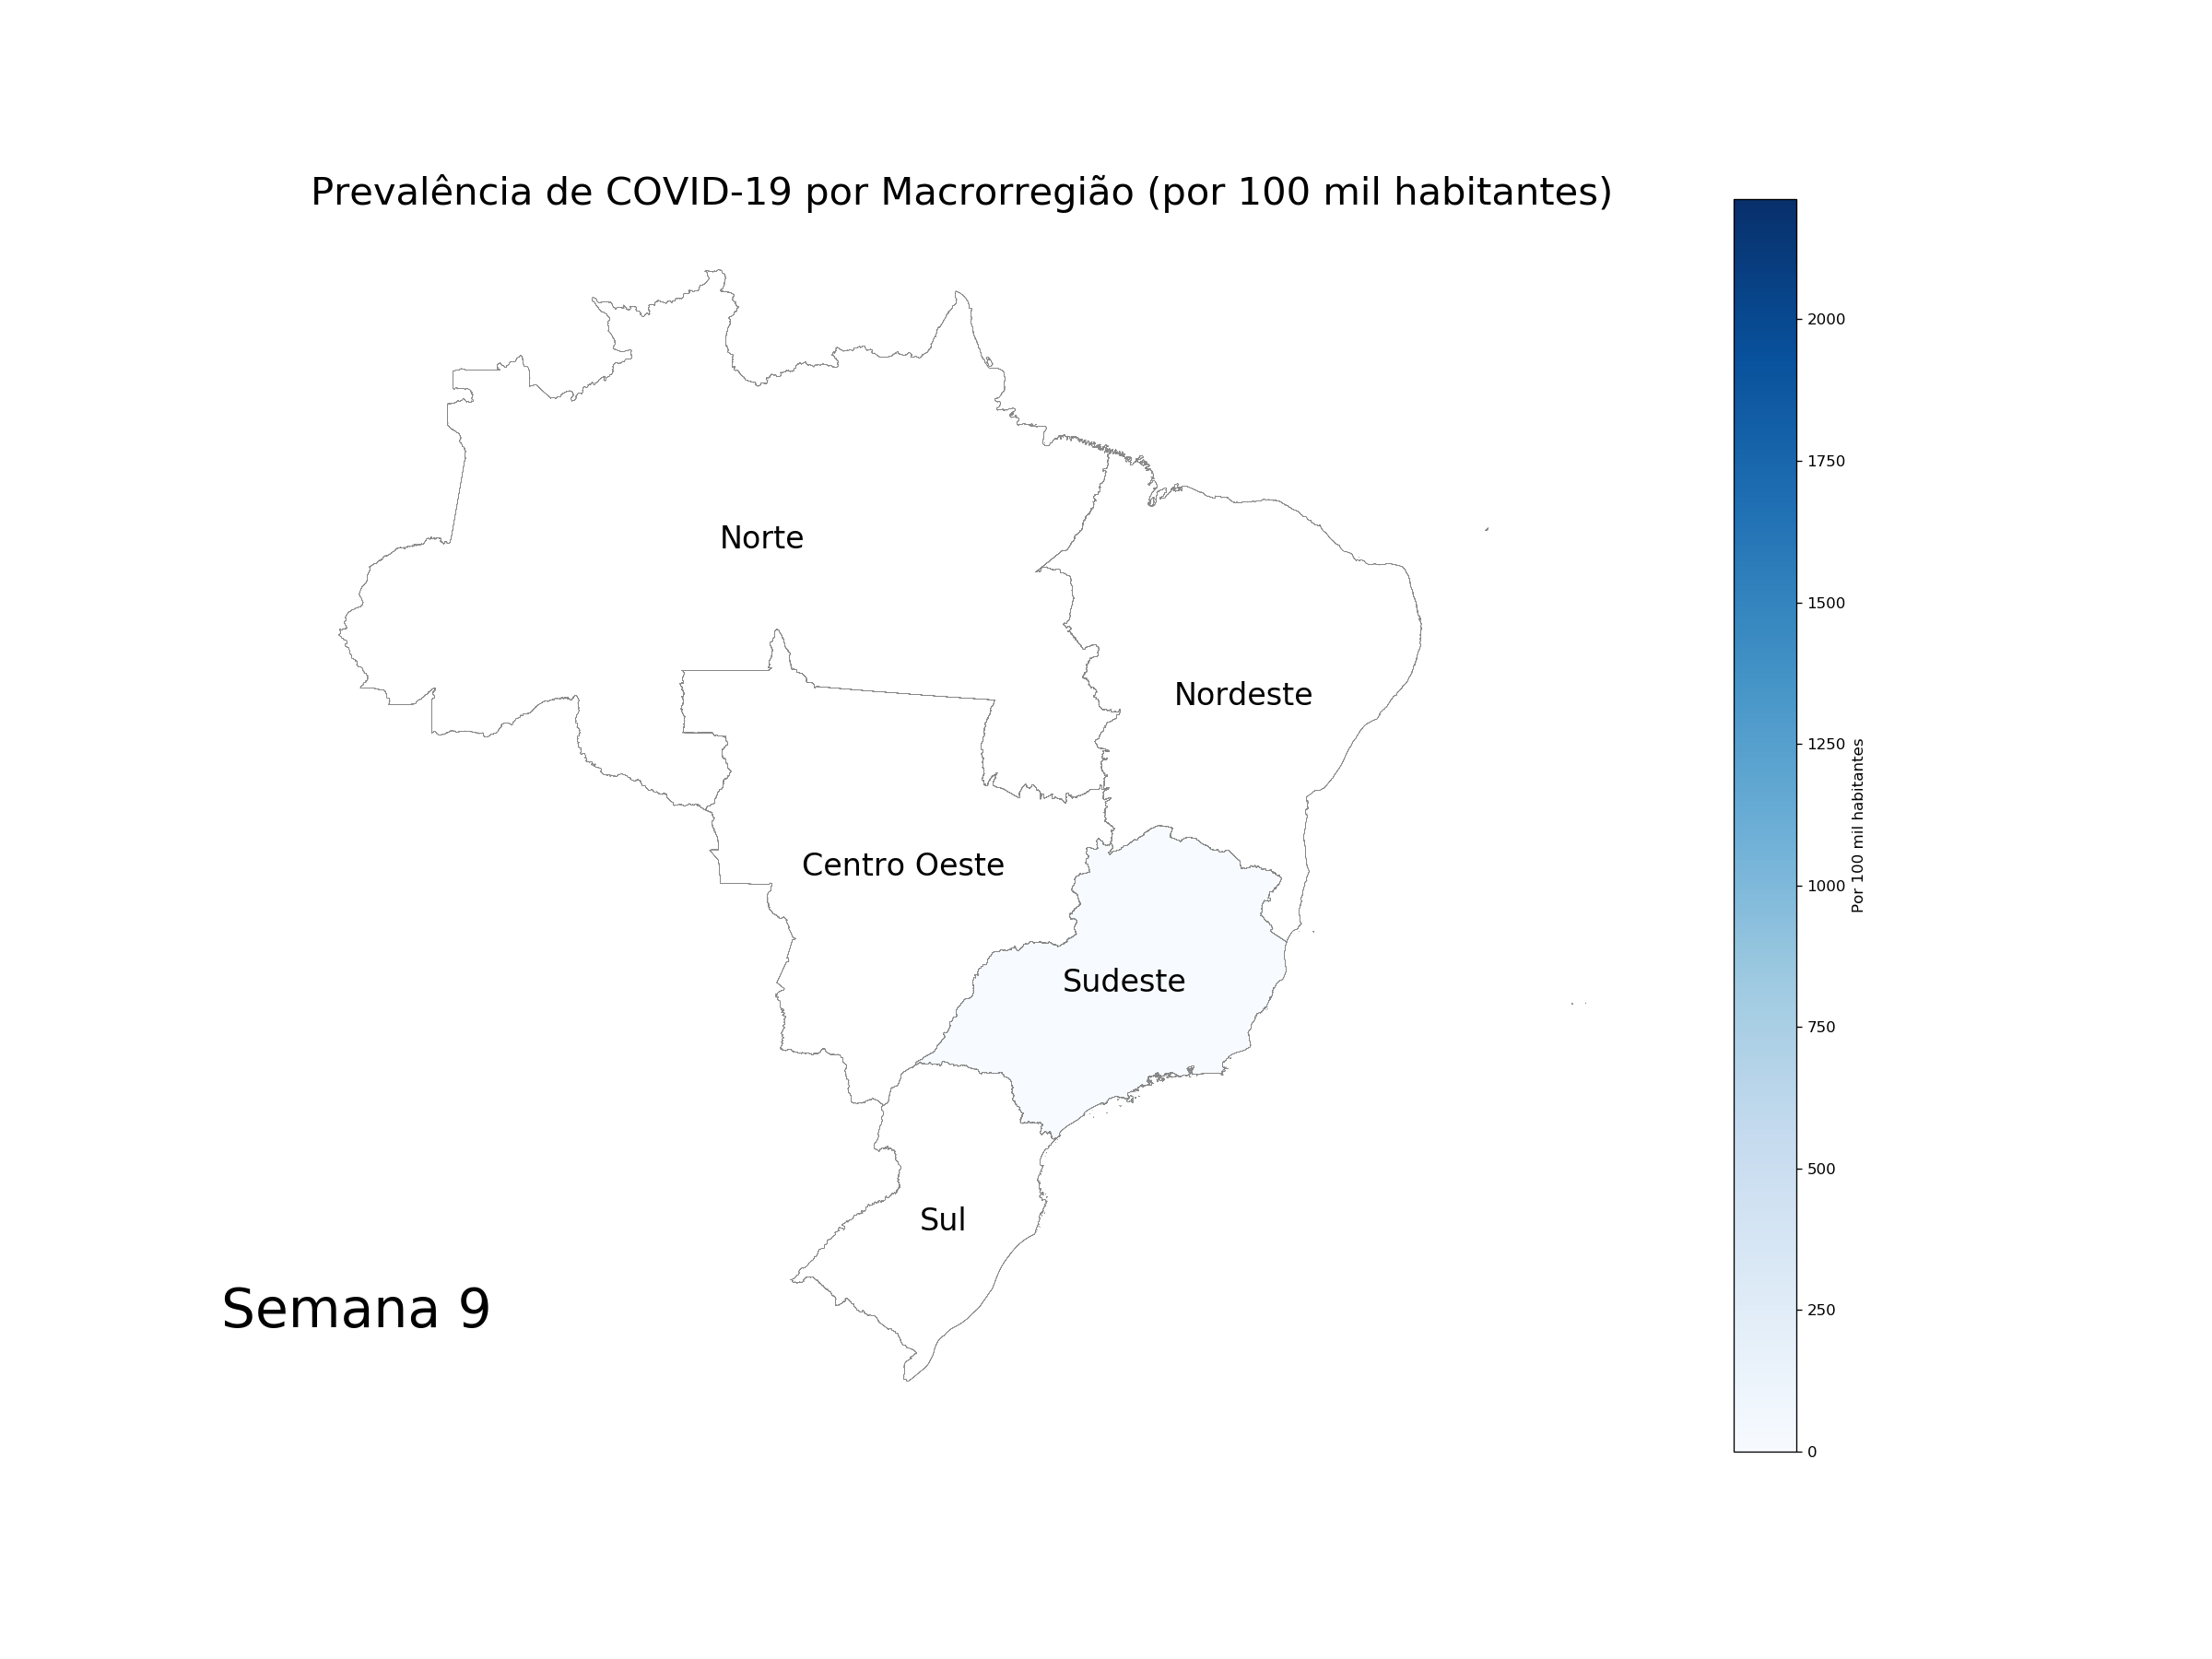 Prevalência de COVID-19 por Macrorregião (por 100 mil habitantes)
Norte
Nordeste
Centro Oeste
Sudeste
Sul
Semana 9
2000
1750
1500
1250
1000
750
500
250
0
Por 100 mil habitantes